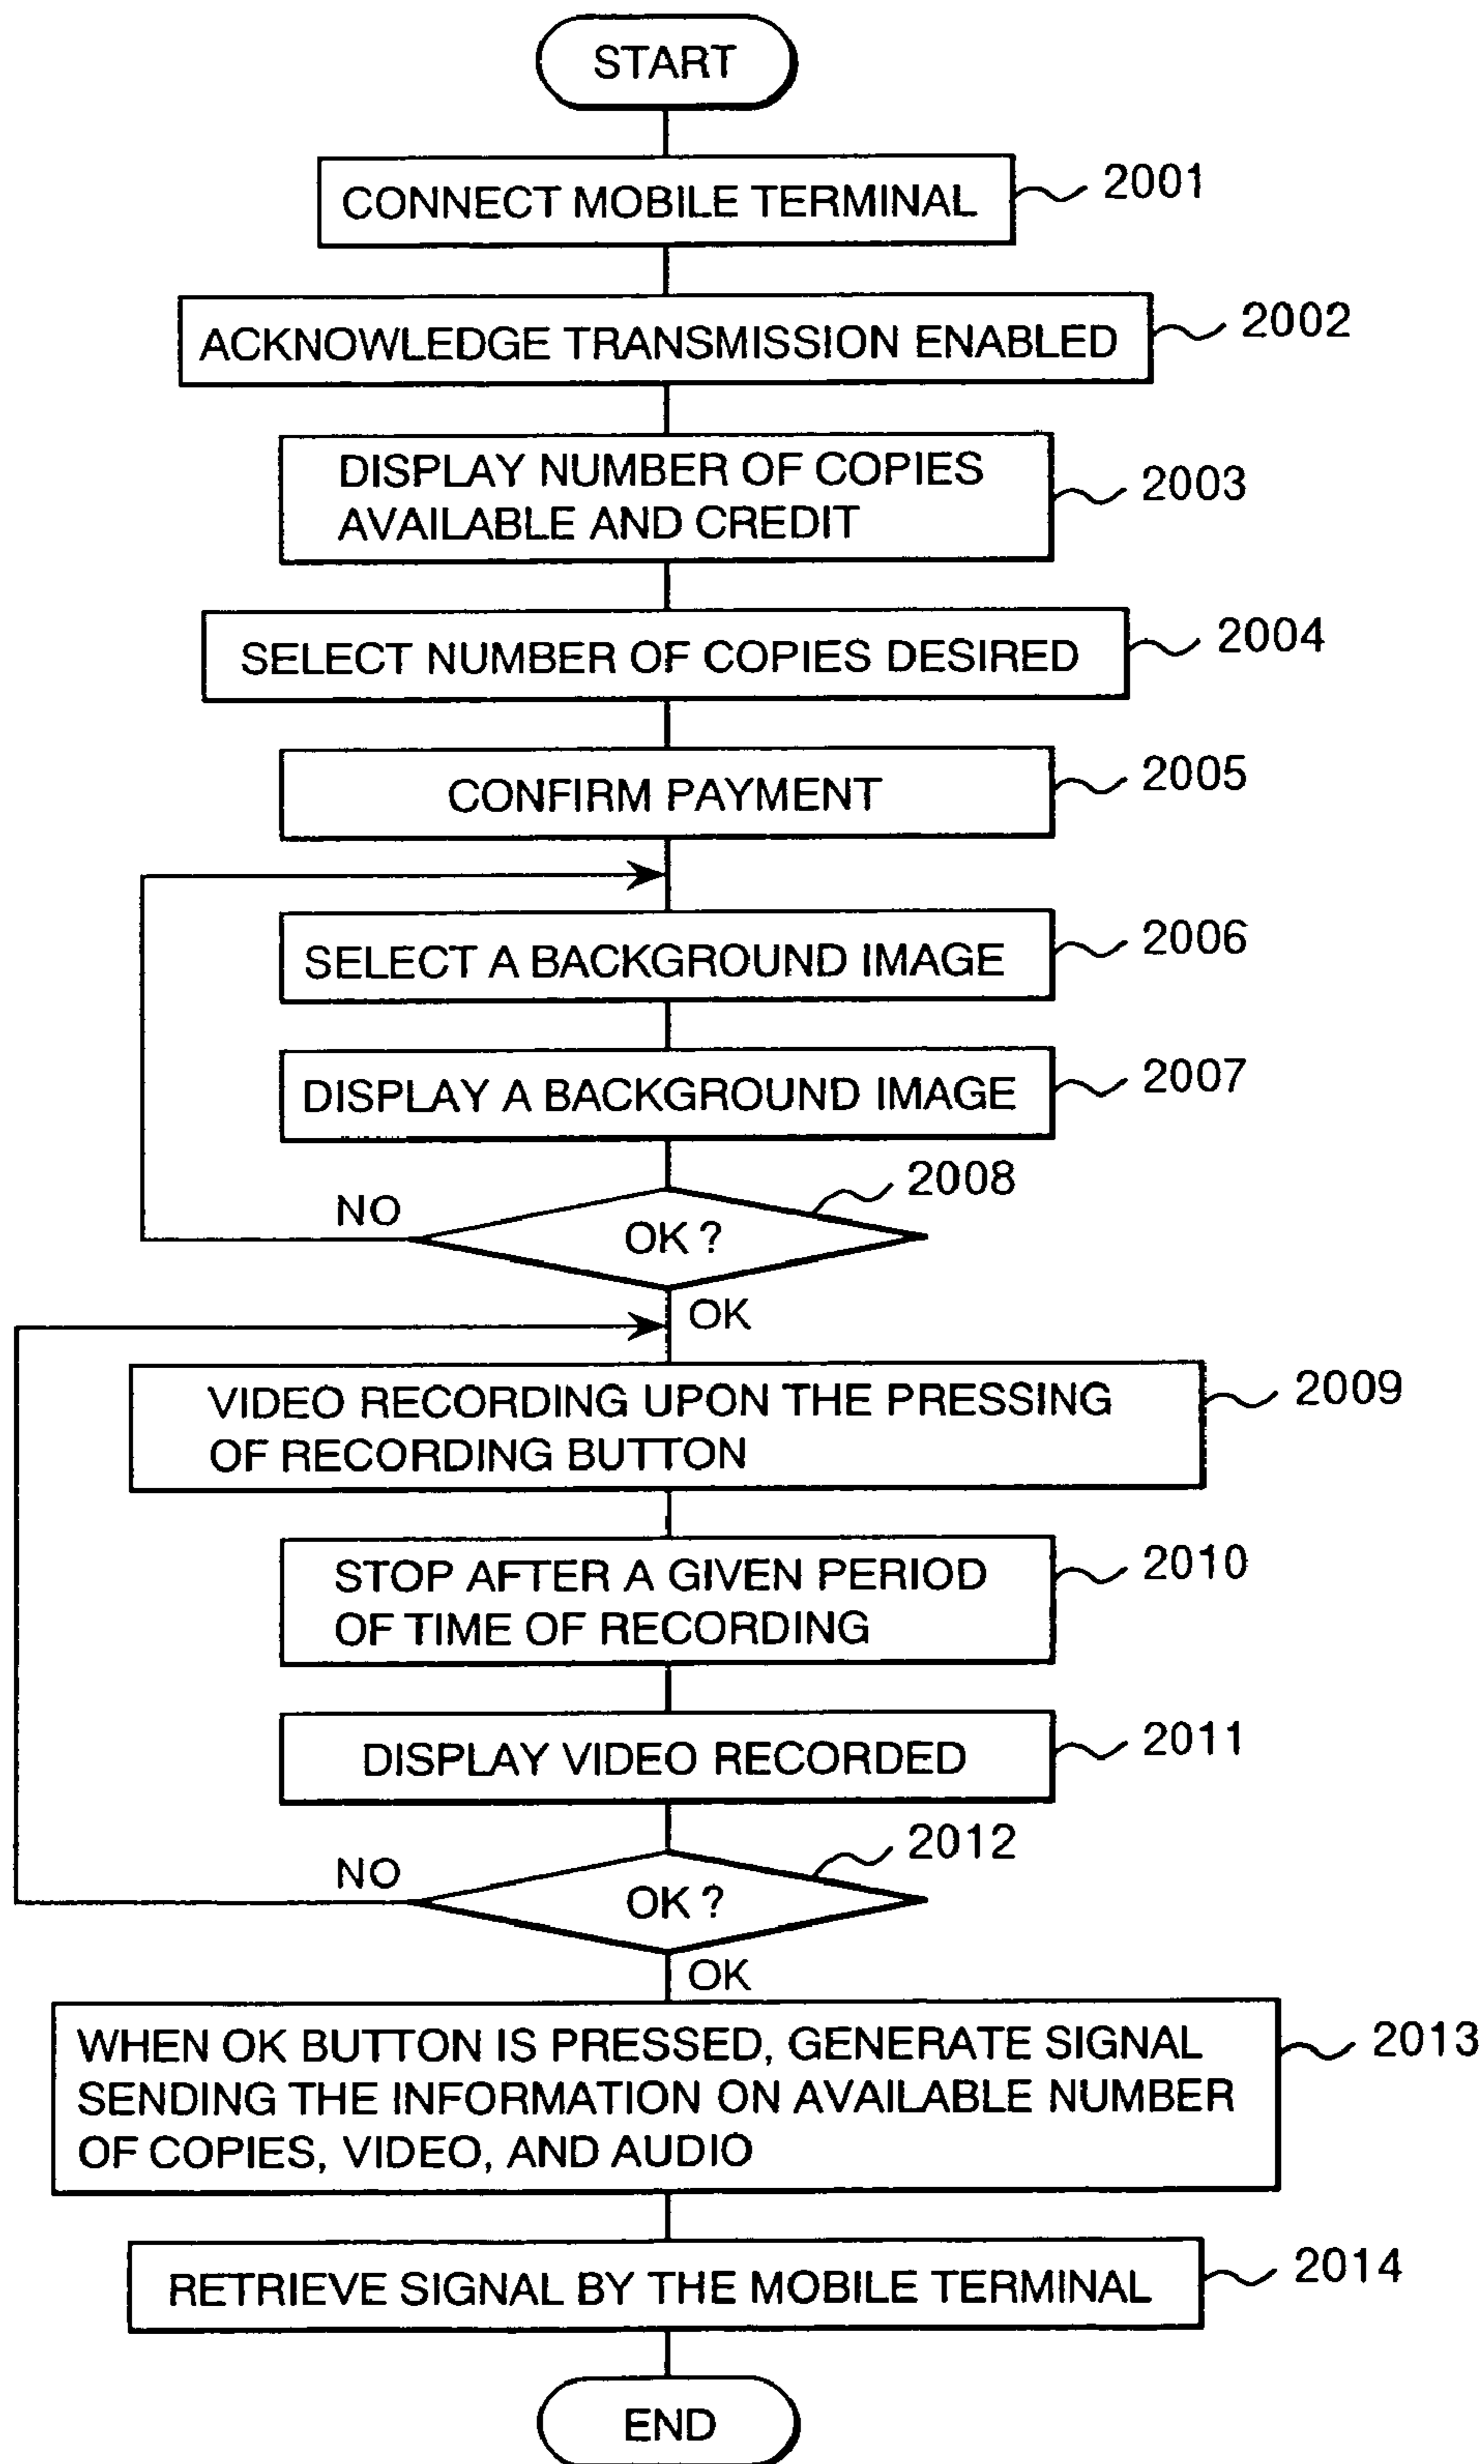 START
CONNECT MOBILE TERMINAL
2001
ACKNOWLEDGE TRANSMISSION ENABLED
2002
DISPLAY NUMBER OF COPIES
AVAILABLE AND CREDIT
2003
SELECT NUMBER OF COPIES DESIRED
2004
CONFIRM PAYMENT
2005
SELECT A BACKGROUND IMAGE
2006
DISPLAY A BACKGROUND IMAGE
2007
2008
NO
OK ?
OK
VIDEO RECORDING UPON THE PRESSING
OF RECORDING BUTTON
2009
STOP AFTER A GIVEN PERIOD
OF TIME OF RECORDING
2010
DISPLAY VIDEO RECORDED
2011
2012
NO
OK ?
OK
WHEN OK BUTTON IS PRESSED, GENERATE SIGNAL
SENDING THE INFORMATION ON AVAILABLE NUMBER
OF COPIES, VIDEO, AND AUDIO
2013
RETRIEVE SIGNAL BY THE MOBILE TERMINAL
2014
END